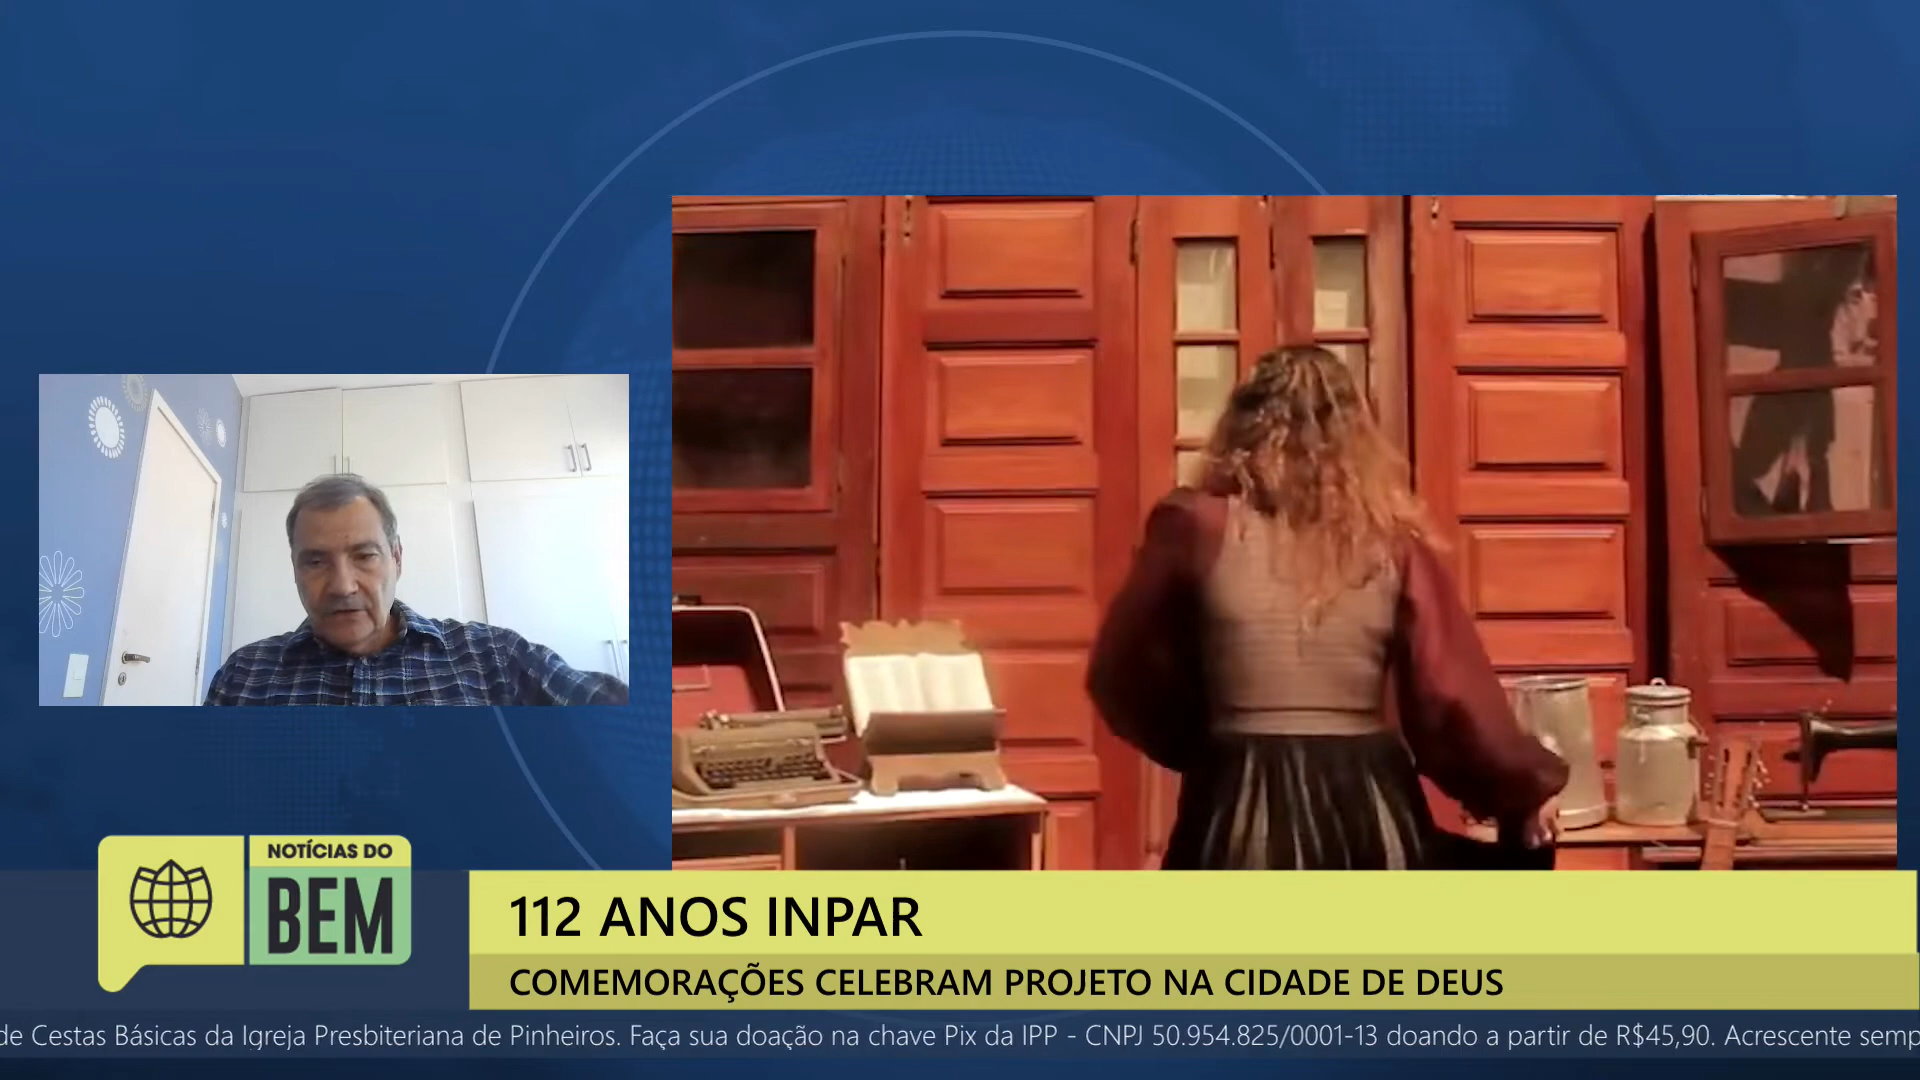 NOTÍCIAS DO
BEM
112 ANOS INPAR
COMEMORAÇÕES CELEBRAM PROJETO NA CIDADE DE DEUS
de Cestas Básicas da Igreja Presbiteriana de Pinheiros. Faça sua doação na chave Pix da IPP - CNPJ 50.954.825/0001-13 doando a partir de R$45,90. Acrescente semp